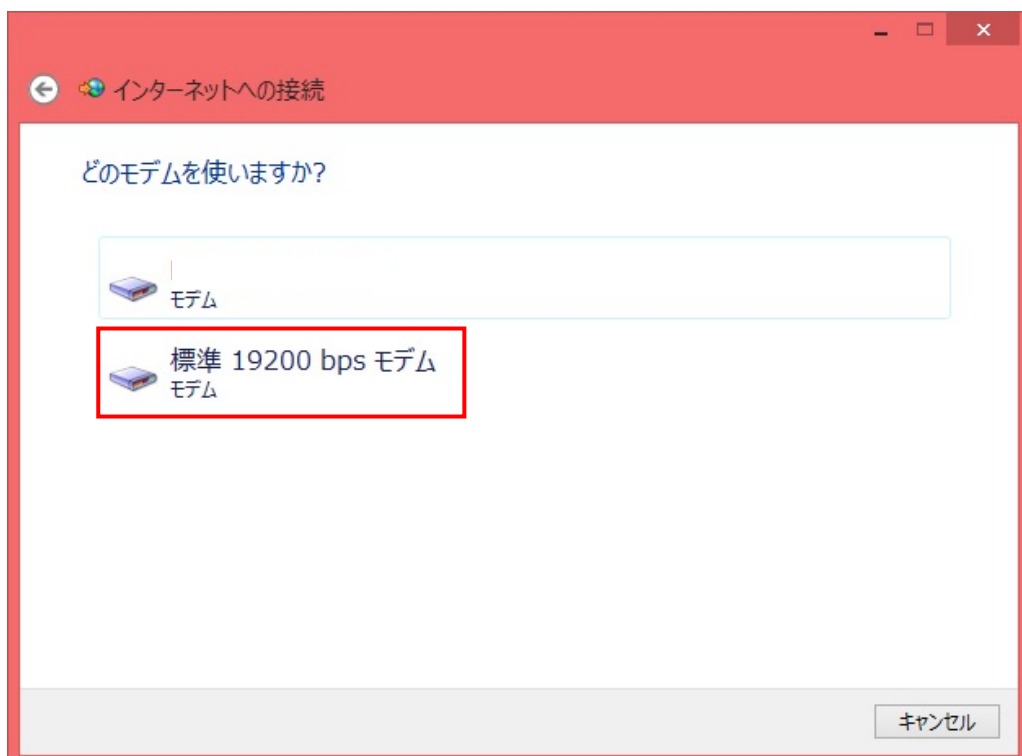 インターネットへの接続
どのモデムを使いますか?
モデム
標準 19200 bps モデム
モデム
キャンセル